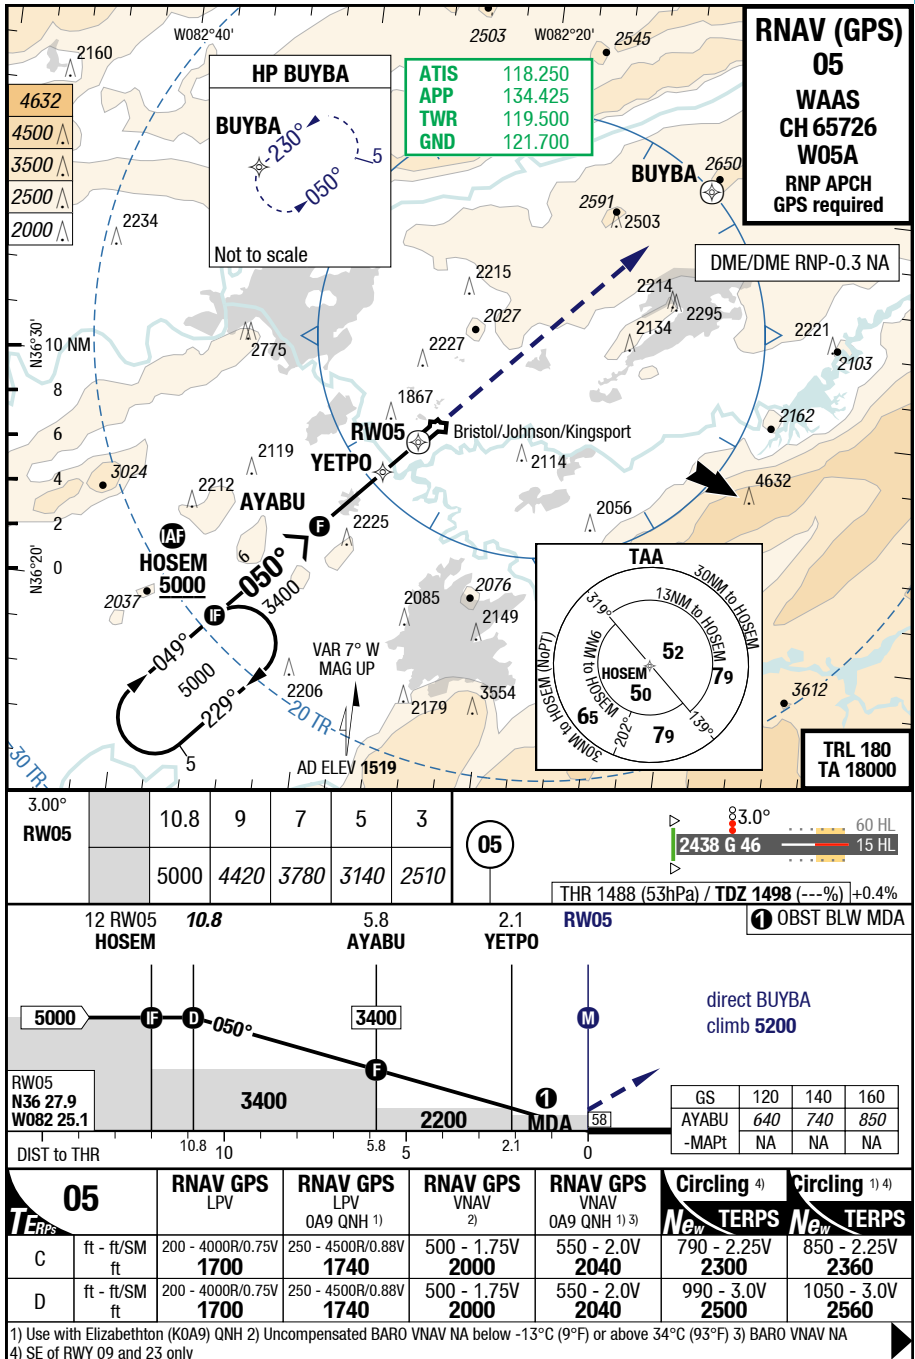 W082°40'
2503
W082°20'
2545
2160
RNAV (GPS)
05
WAAS
CH 65726
W05A
RNP APCH
GPS required
HP BUYBA
BUYBA
230°
050°
5
Not to scale
ATIS 118.250
APP 134.425
TWR 119.500
GND 121.700
4632
4500
3500
2500
2000
BUYBA
2650
2591
2503
2234
DME/DME RNP-0.3 NA
2215
2214
2295
2027
2134
2221
2103
N36°30'
10 NM
2775
2227
8
1867
6
RW05
Bristol/Johnson/Kingsport
2162
YETPO
2119
2114
4
3024
2212
AYABU
4632
2
F
2225
2056
IAF
HOSEM
5000
6
050°
3400
N36°20'
0
2037
IF
2085
2076
2149
049°
5000
229°
5
VAR 7° W
MAG UP
2206
20 TR
2179
3554
30 TR
AD ELEV 1519
TAA
30NM to HOSEM
13NM to HOSEM
319°
9NM to HOSEM
52
HOSEM
50
79
65
79
202°
139°
30NM to HOSEM (NoPT)
3612
TRL 180
TA 18000
3.00°
RW05
10.8 9 7 5 3
5000 4420 3780 3140 2510
05
3.0°
60 HL
2438 G 46
15 HL
THR 1488 (53hPa) / TDZ 1498 (---%) +0.4%
12 RW05 10.8 5.8 2.1 RW05
HOSEM AYABU YETPO
1 OBST BLW MDA
5000
IF
D
050°
3400
M
direct BUYBA
climb 5200
F
RW05
N36 27.9
W082 25.1
3400
2200
1
MDA
58
GS 120 140 160
AYABU 640 740 850
-MAPt NA NA NA
DIST to THR 10.8 10 5.8 5 2.1 0
TERPs
05
RNAV GPS
LPV
RNAV GPS
LPV
0A9 QNH 1)
RNAV GPS
VNAV
2)
RNAV GPS
VNAV
0A9 QNH 1) 3)
Circling 4)
New TERPS
Circling 1) 4)
New TERPS
C ft - ft/SM 200 - 4000R/0.75V 250 - 4500R/0.88V 500 - 1.75V 550 - 2.0V 790 - 2.25V 850 - 2.25V
ft 1700 1740 2000 2040 2300 2360
D ft - ft/SM 200 - 4000R/0.75V 250 - 4500R/0.88V 500 - 1.75V 550 - 2.0V 990 - 3.0V 1050 - 3.0V
ft 1700 1740 2000 2040 2500 2560
1) Use with Elizabethton (K0A9) QNH 2) Uncompensated BARO VNAV NA below -13°C (9°F) or above 34°C (93°F) 3) BARO VNAV NA
4) SE of RWY 09 and 23 only